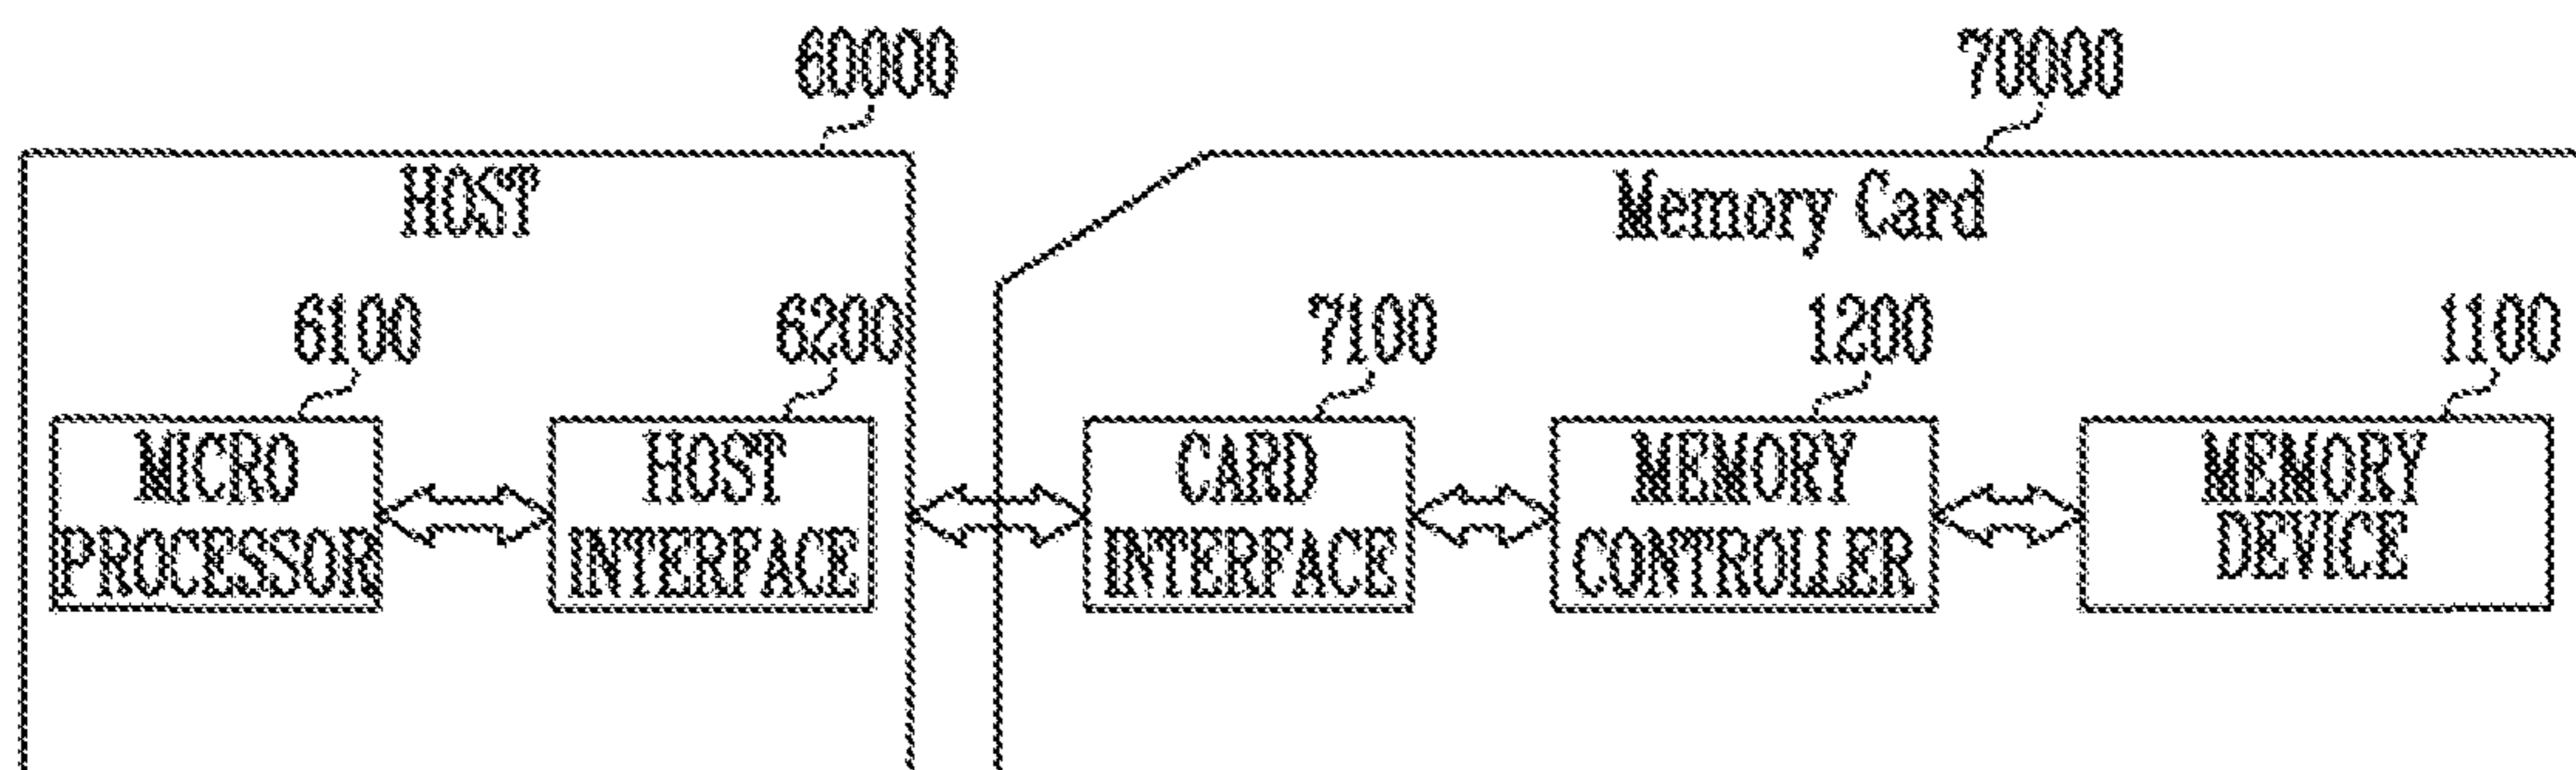 60000
70000
HOST
Memory Card
6100
6200
7100
1200
1100
MICRO
PROCESSOR
HOST
INTERFACE
CARD
INTERFACE
MEMORY
CONTROLLER
MEMORY
DEVICE